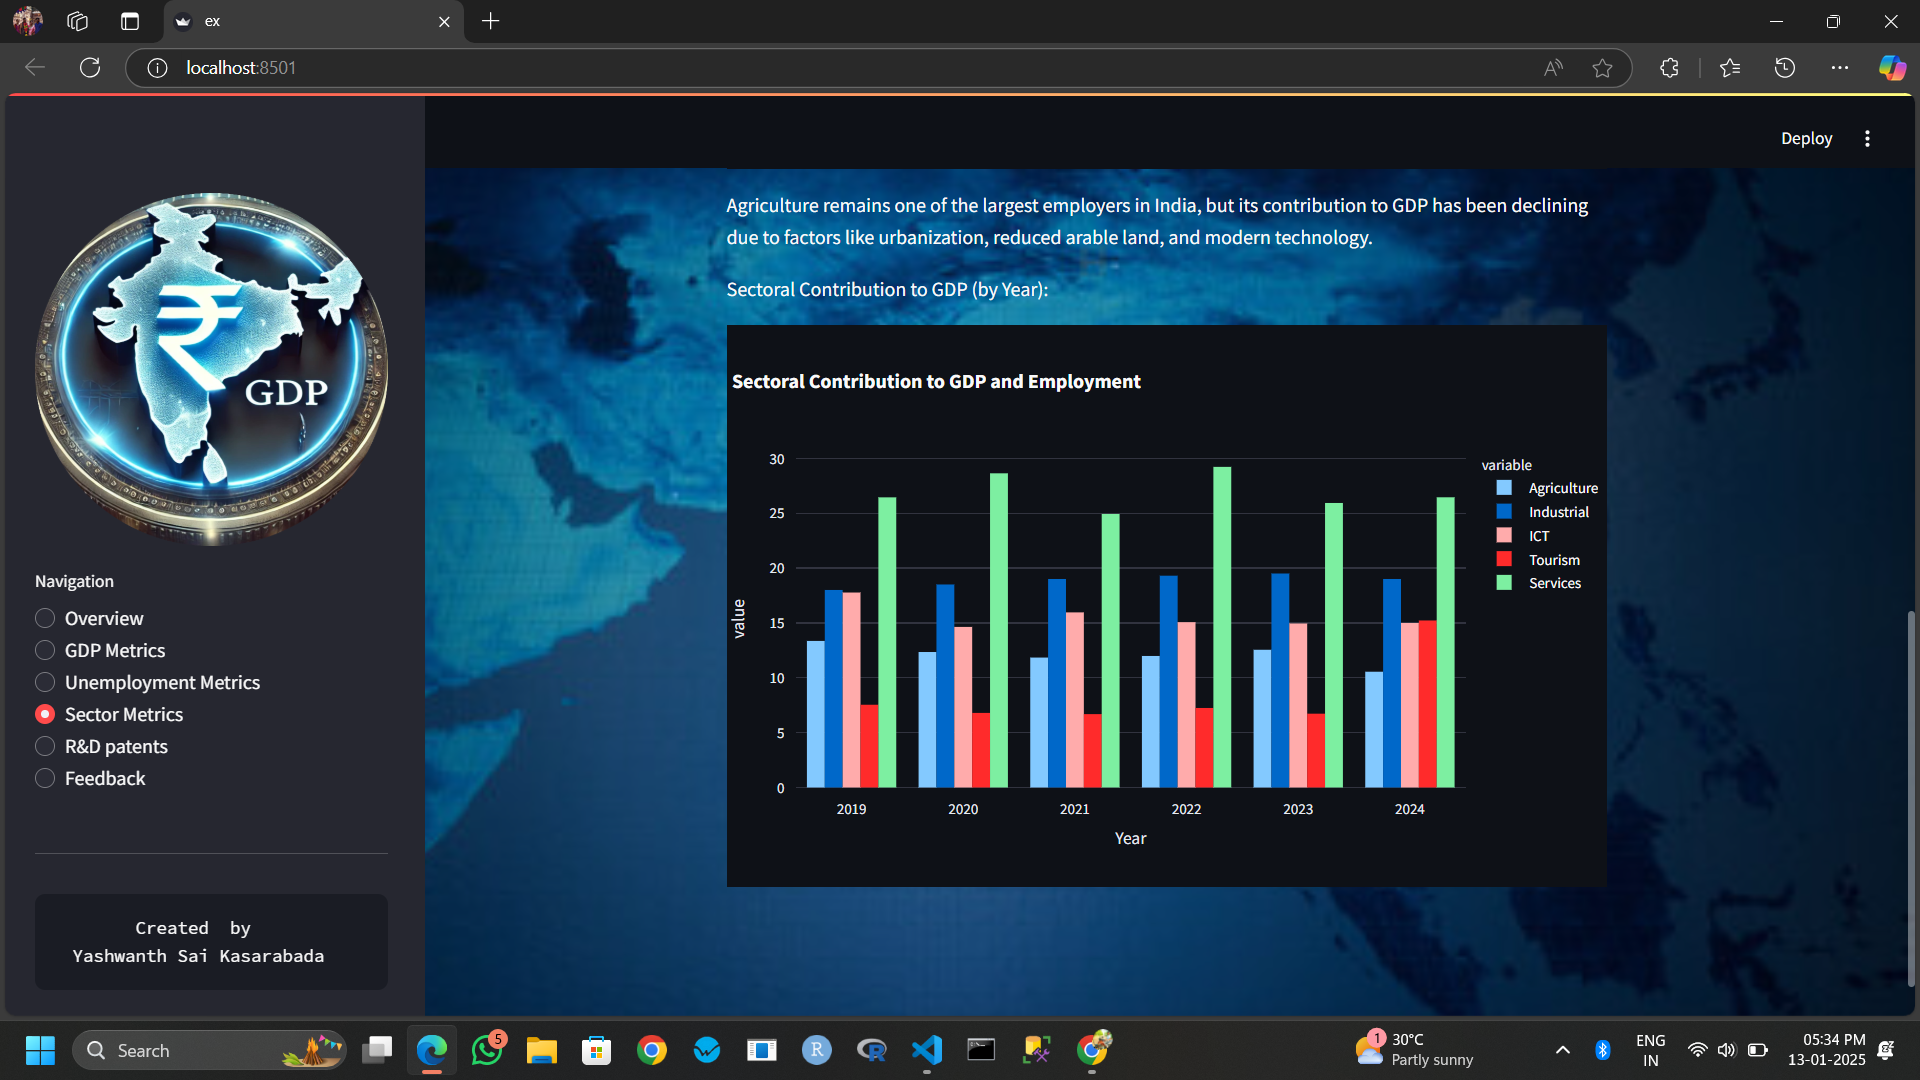 ex
localhost:8501
Deploy
GDP
Navigation
Overview
GDP Metrics
Unemployment Metrics
Sector Metrics
R&D patents
Feedback
Created by
Yashwanth Sai Kasarabada
Agriculture remains one of the largest employers in India, but its contribution to GDP has been declining
due to factors like urbanization, reduced arable land, and modern technology.
Sectoral Contribution to GDP (by Year):
Sectoral Contribution to GDP and Employment
30
25
20
15
10
5
0
value
2019 2020 2021 2022 2023 2024
Year
variable
Agriculture
Industrial
ICT
Tourism
Services
Search
5
R
R
1
30°C
Partly sunny
ENG
IN
05:34 PM
13-01-2025